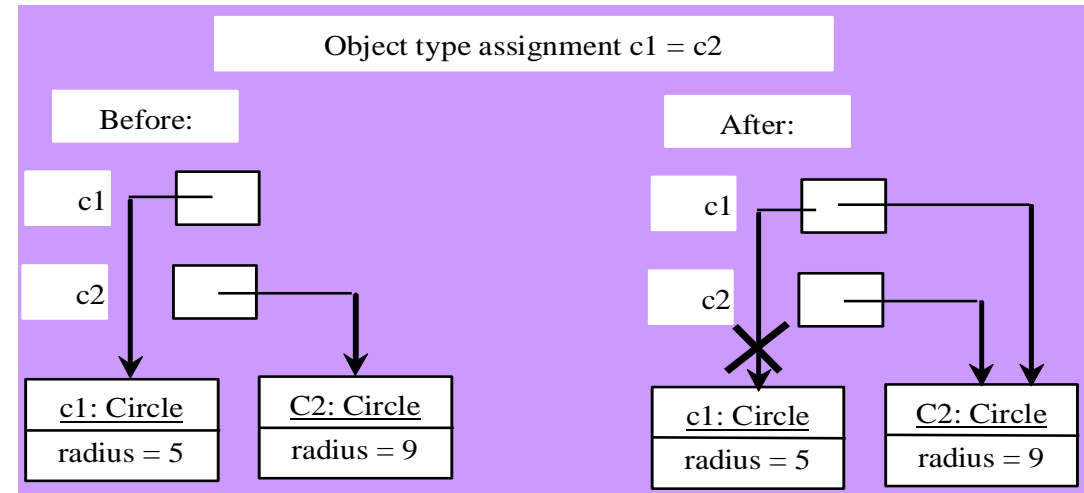 Object type assignment c1 = c2
Before:
c1
c2
c1: Circle
radius = 5
C2: Circle
radius = 9
After:
c1
c2
c1: Circle
radius = 5
C2: Circle
radius = 9